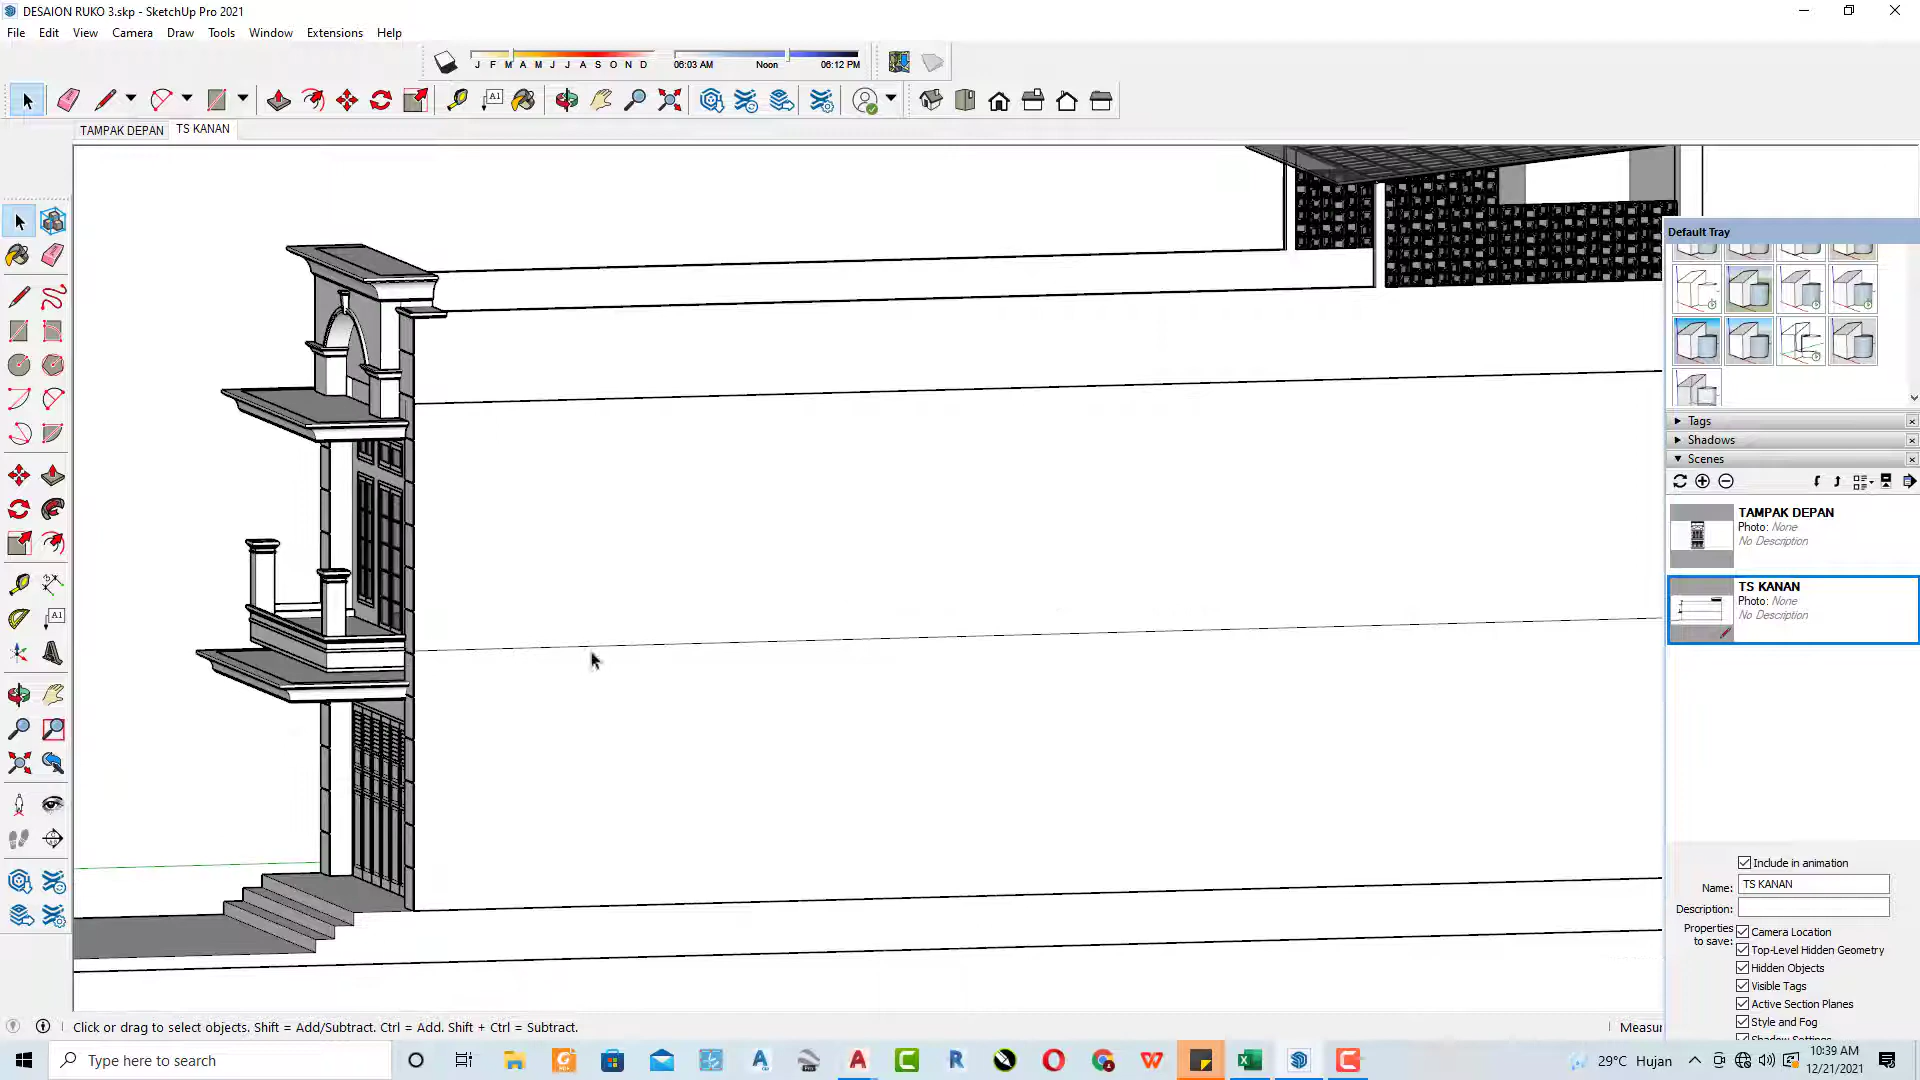 DESAION RUKO 3.skp - SketchUp Pro 2021
File Edit View Camera Draw Tools Window Extensions Help
J F M A M J J A S O N D
06:03 AM Noon 06:12 PM
A1
TAMPAK DEPAN TS KANAN
Default Tray
A1
Tags
Shadows
Scenes
TAMPAK DEPAN
Photo: None
No Description
TS KANAN
Photo: None
No Description
Include in animation
Name: TS KANAN
Description:
Properties to save:
Camera Location
Top-Level Hidden Geometry
Hidden Objects
Visible Tags
Active Section Planes
Style and Fog
Shadow Settings
Click or drag to select objects. Shift = Add/Subtract. Ctrl = Add. Shift + Ctrl = Subtract.
Measur
Type here to search
29°C Hujan
10:39 AM
12/21/2021